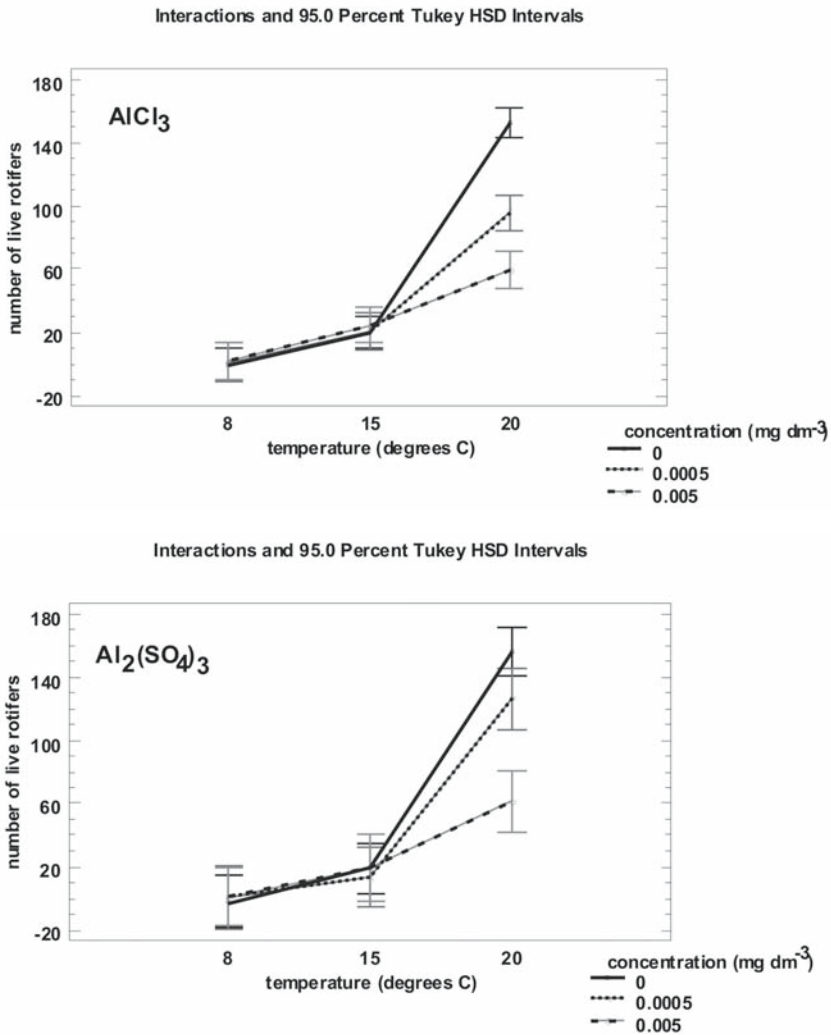 Interactions and 95.0 Percent Tukey HSD Intervals
AlCl3
number of live rotifers
180
140
100
60
20
-20
8 15 20
temperature (degrees C)
concentration (mg dm-3)
0
0.0005
0.005
Interactions and 95.0 Percent Tukey HSD Intervals
Al2(SO4)3
number of live rotifers
180
140
100
60
20
-20
8 15 20
temperature (degrees C)
concentration (mg dm-3)
0
0.0005
0.005